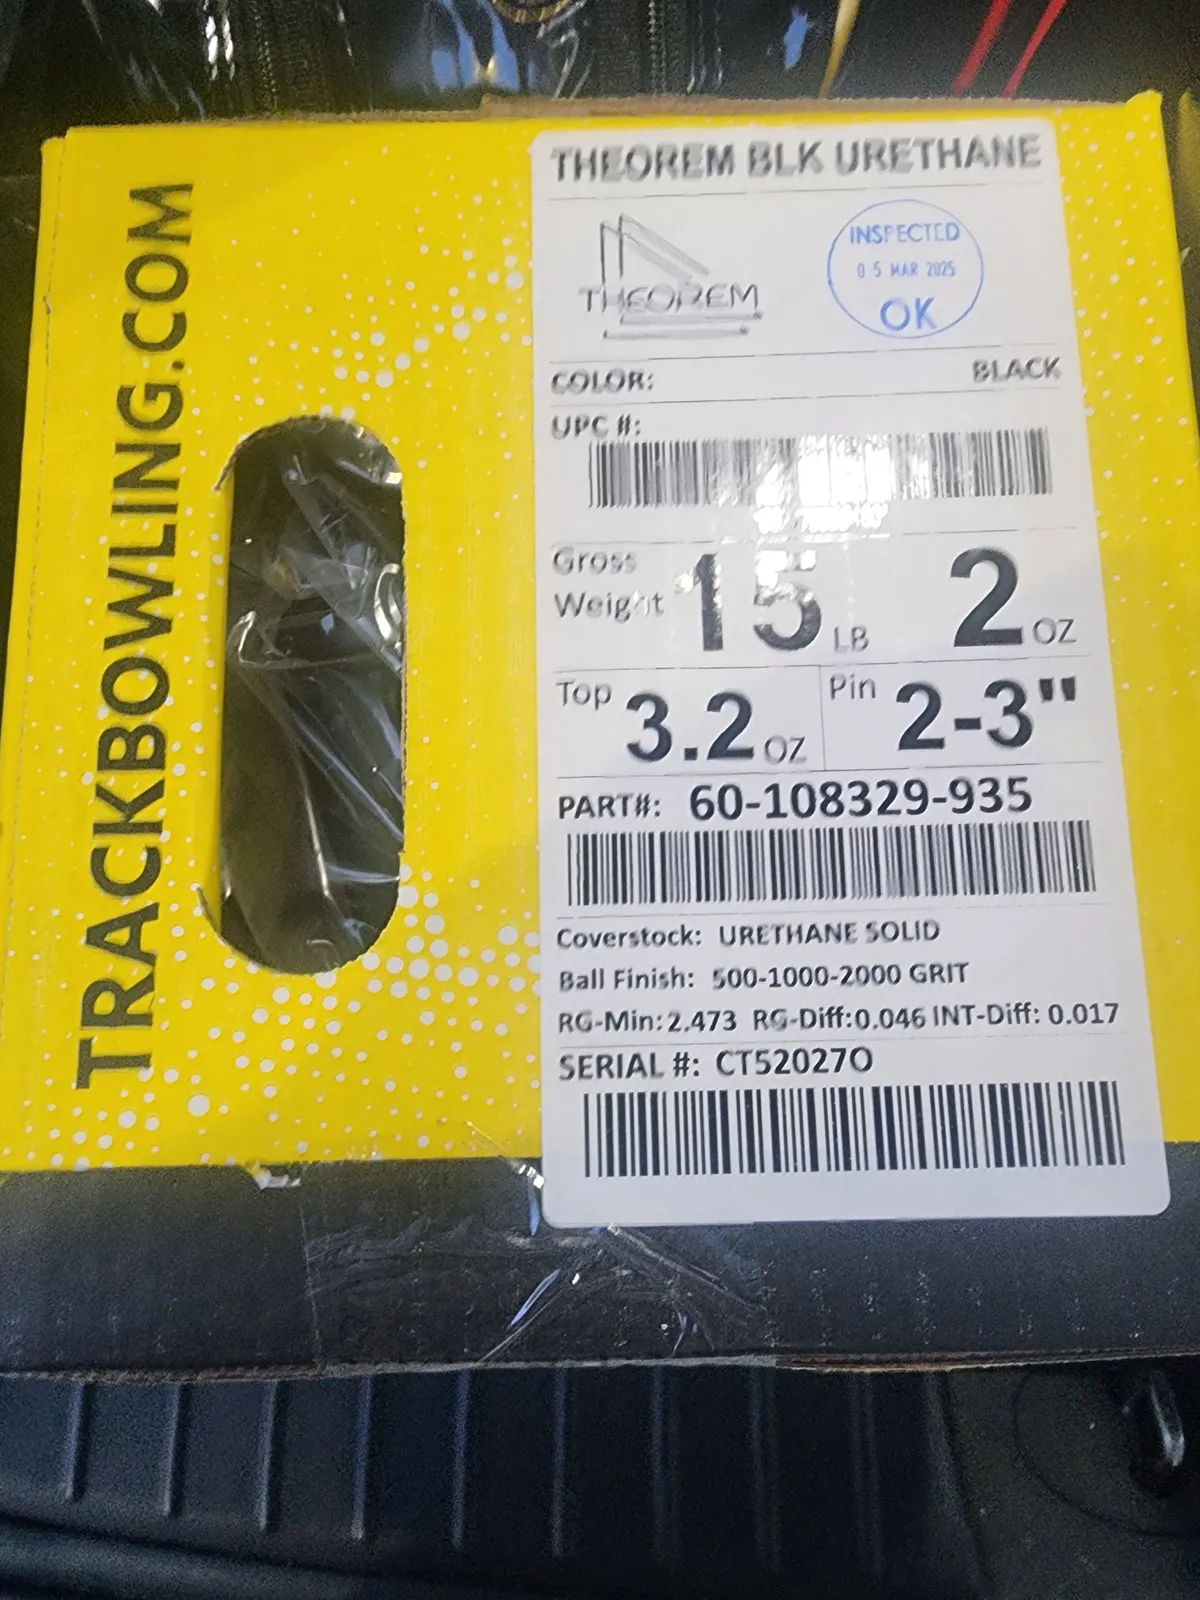 TRACKBOWLING.COM
THEOREM BLK URETHANE
THEOREM
INSPECTED
05 MAR 2025
OK
COLOR: BLACK
UPC #:
Gross Weight 15 LB 2 OZ
Top 3.2 OZ Pin 2-3"
PART#: 60-108329-935
Coverstock: URETHANE SOLID
Ball Finish: 500-1000-2000 GRIT
RG-Min: 2.473 RG-Diff:0.046 INT-Diff: 0.017
SERIAL #: CT52027O